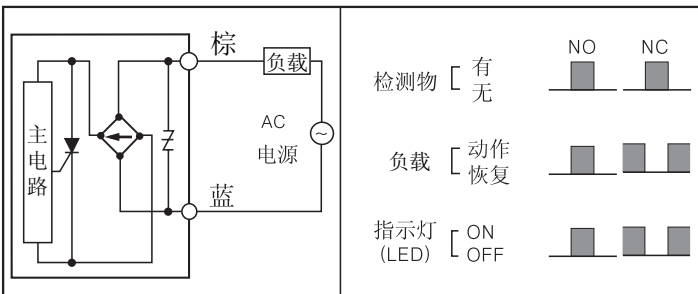 棕
负载
主电路
AC
电源
~
蓝
NO NC
检测物 有
无
负载 动作
恢复
指示灯 ON
(LED) OFF